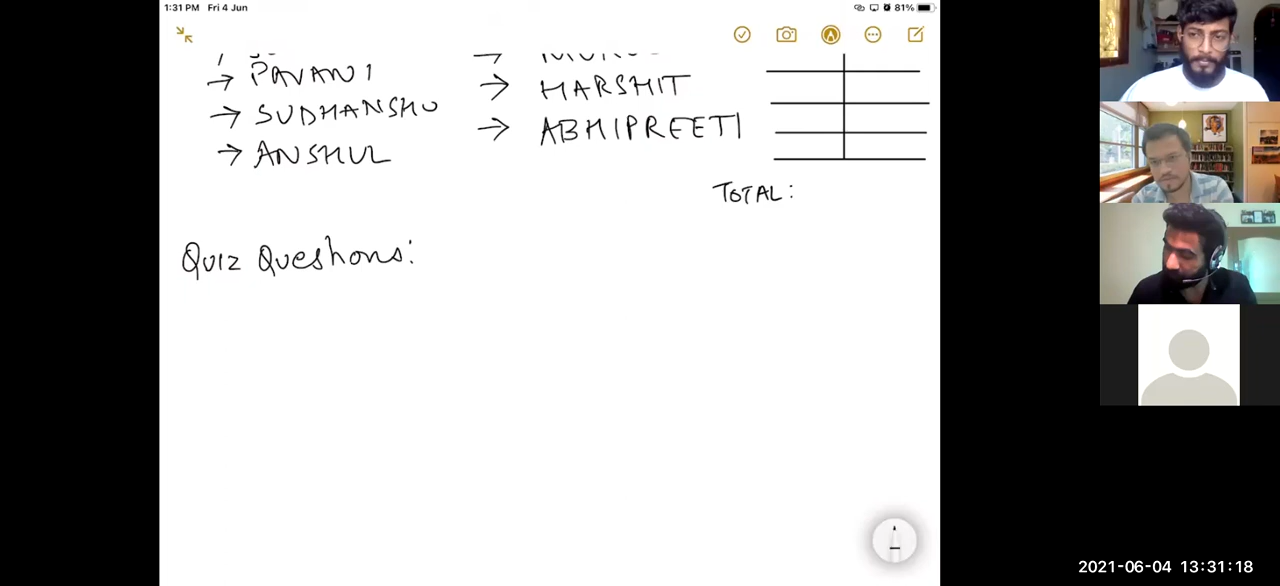 1:31 PM Fri 4 Jun
81%
→ PAVANI
→ SUDHANSHU
→ ANSHUL
→ HARSHIT
→ ABHIPREETI
TOTAL:
Quiz Questions:
2021-06-04 13:31:18